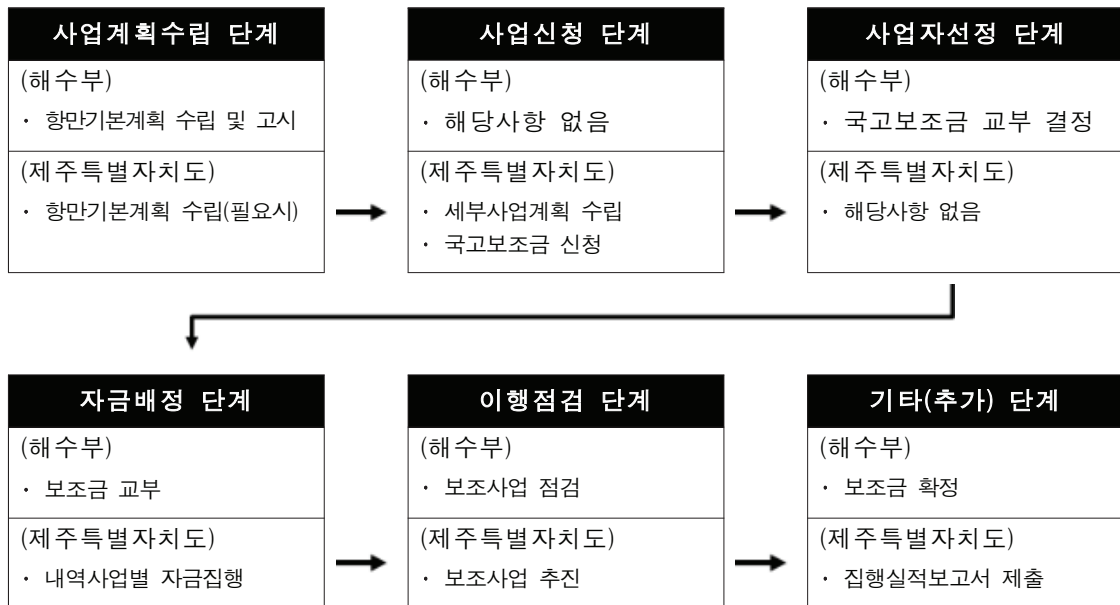 사업계획수립 단계
(해수부)
· 항만기본계획 수립 및 고시
(제주특별자치도)
· 항만기본계획 수립(필요시)
사업신청 단계
(해수부)
· 해당사항 없음
(제주특별자치도)
· 세부사업계획 수립
· 국고보조금 신청
사업자선정 단계
(해수부)
· 국고보조금 교부 결정
(제주특별자치도)
· 해당사항 없음
자금배정 단계
(해수부)
· 보조금 교부
(제주특별자치도)
· 내역사업별 자금집행
이행점검 단계
(해수부)
· 보조사업 점검
(제주특별자치도)
· 보조사업 추진
기타(추가) 단계
(해수부)
· 보조금 확정
(제주특별자치도)
· 집행실적보고서 제출